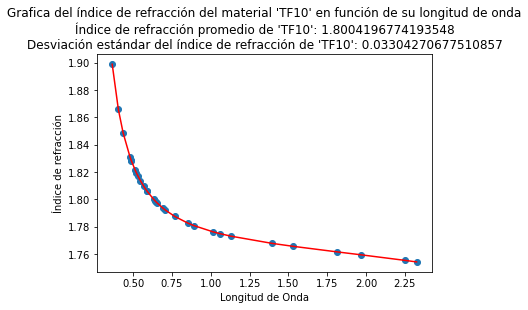 Grafica del índice de refracción del material 'TF10' en función de su longitud de onda
Índice de refracción promedio de 'TF10': 1.8004196774193548
Desviación estándar del índice de refracción de 'TF10': 0.03304270677510857
1.90
1.88
1.86
1.84
1.82
1.80
1.78
1.76
Índice de refracción
0.50 0.75 1.00 1.25 1.50 1.75 2.00 2.25
Longitud de Onda